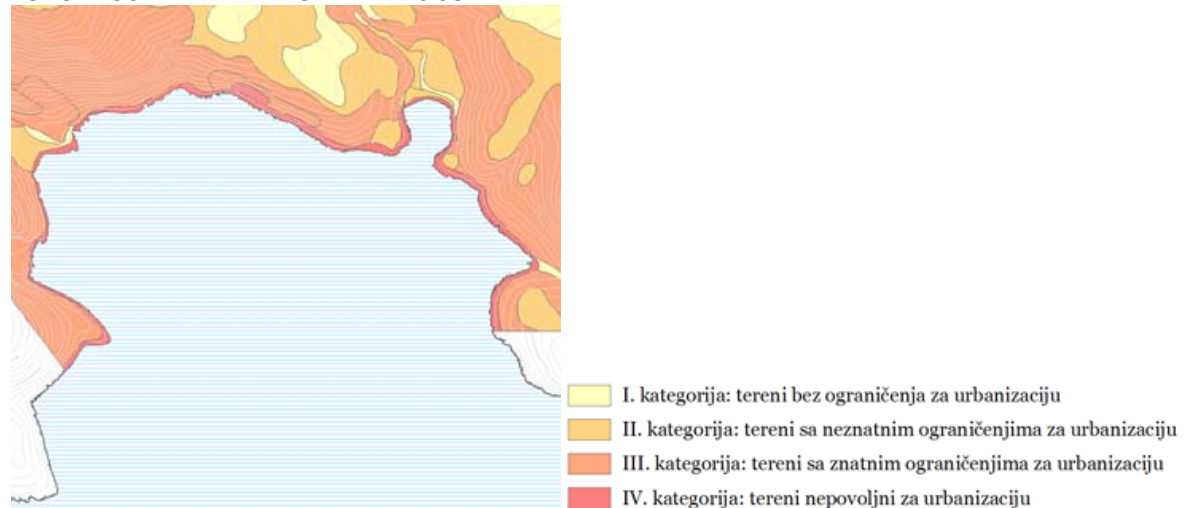 I. kategorija: tereni bez ograničenja za urbanizaciju
II. kategorija: tereni sa neznatnim ograničenjima za urbanizaciju
III. kategorija: tereni sa znatnim ograničenjima za urbanizaciju
IV. kategorija: tereni nepovoljni za urbanizaciju